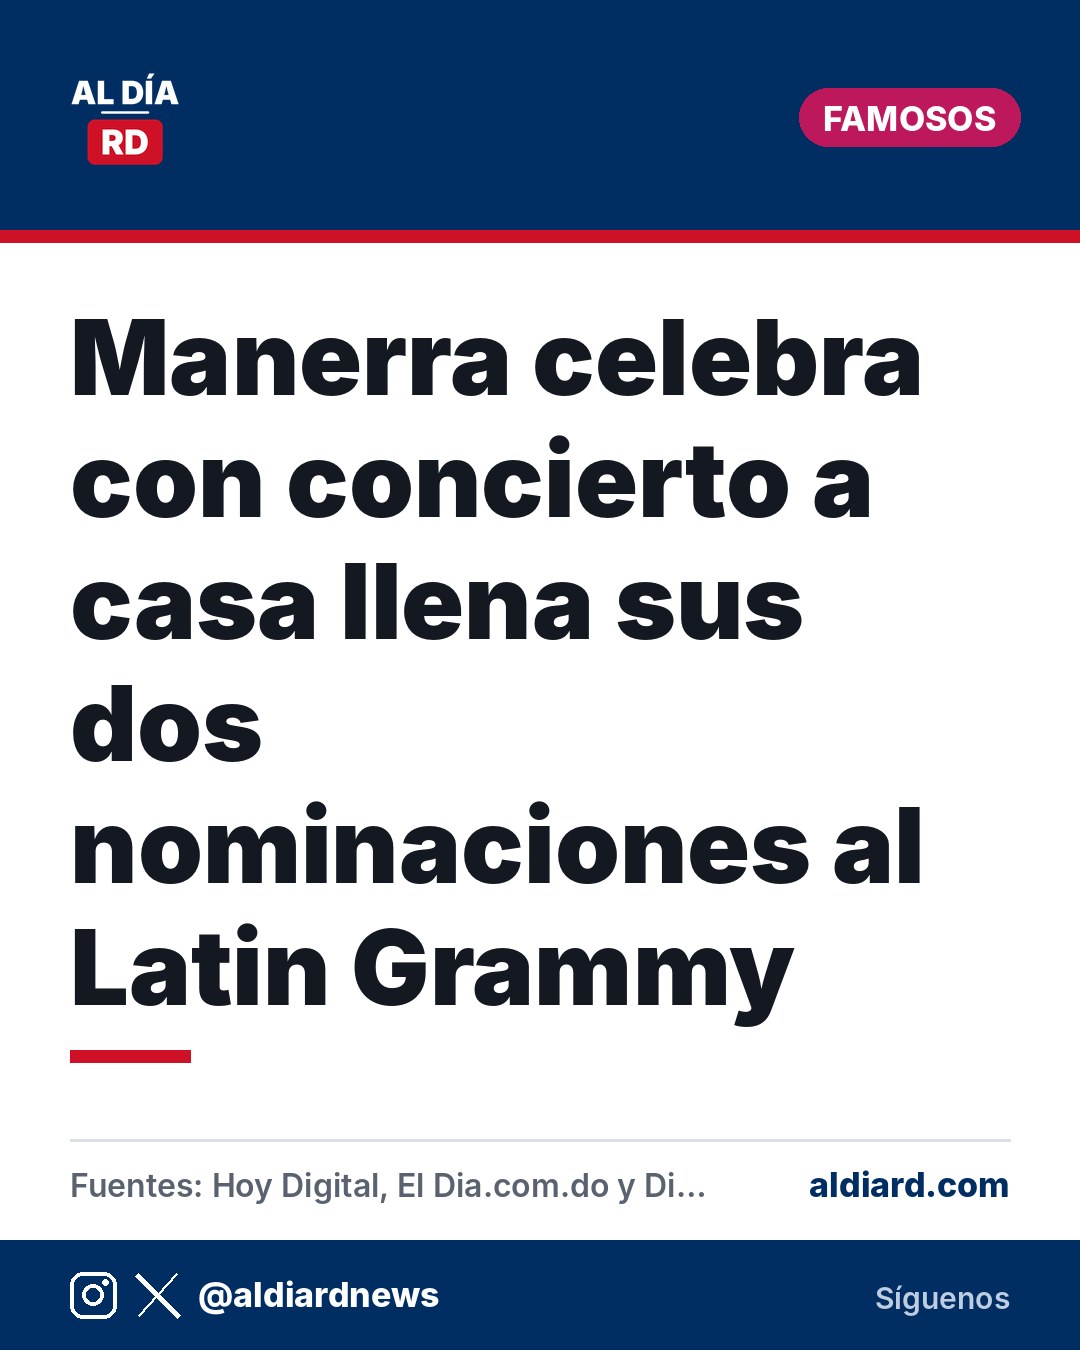 AL DÍA
RD
FAMOSOS
Manerra celebra
con concierto a
casa llena sus
dos
nominaciones al
Latin Grammy
Fuentes: Hoy Digital, El Dia.com.do y Di...
aldiard.com
@aldiardnews
Síguenos